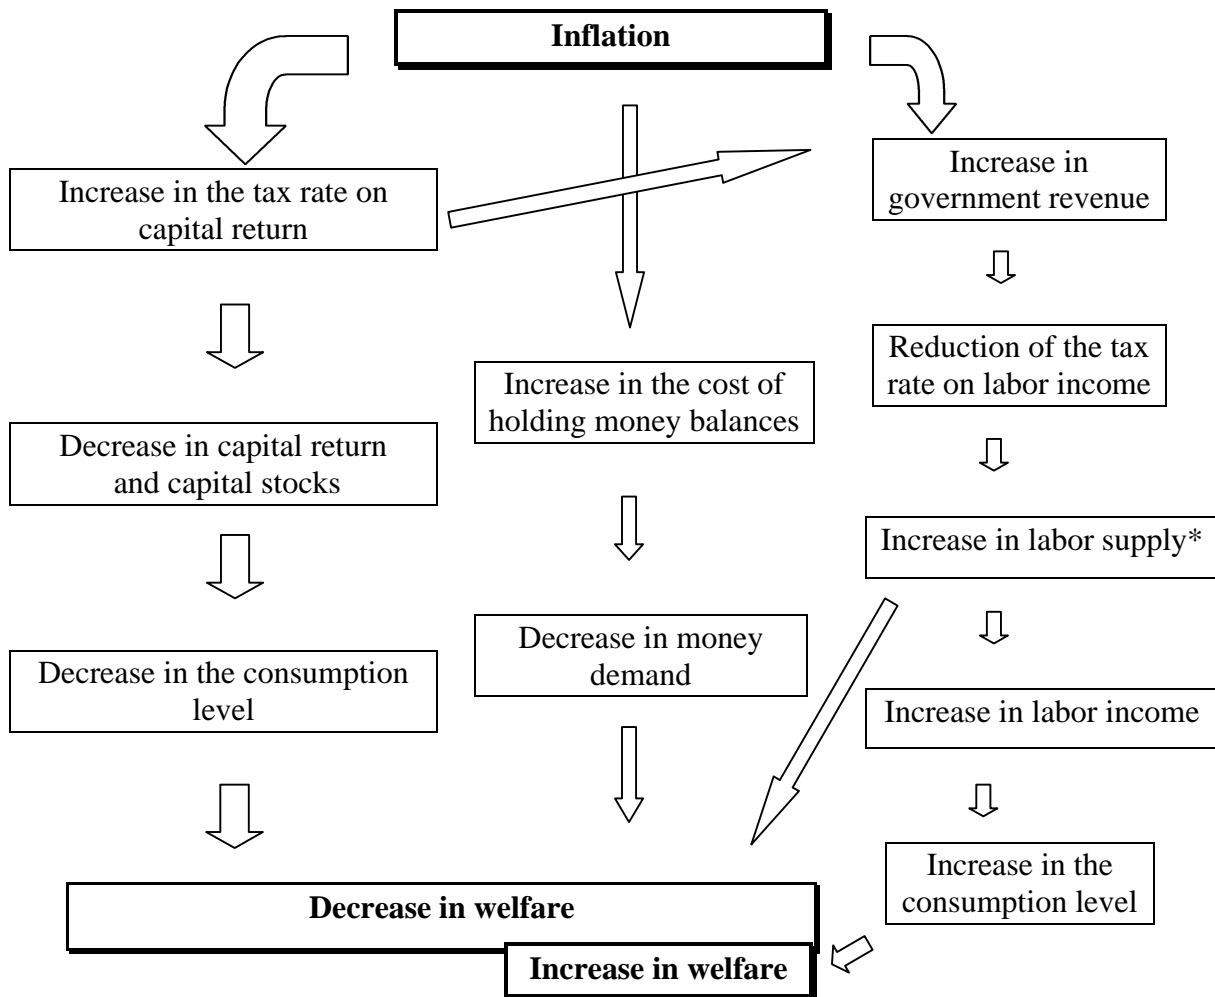 Inflation
Increase in the tax rate on
capital return
Decrease in capital return
and capital stocks
Decrease in the consumption
level
Increase in the cost of
holding money balances
Decrease in money
demand
Increase in
government revenue
Reduction of the tax
rate on labor income
Increase in labor supply*
Increase in labor income
Increase in the
consumption level
Decrease in welfare
Increase in welfare